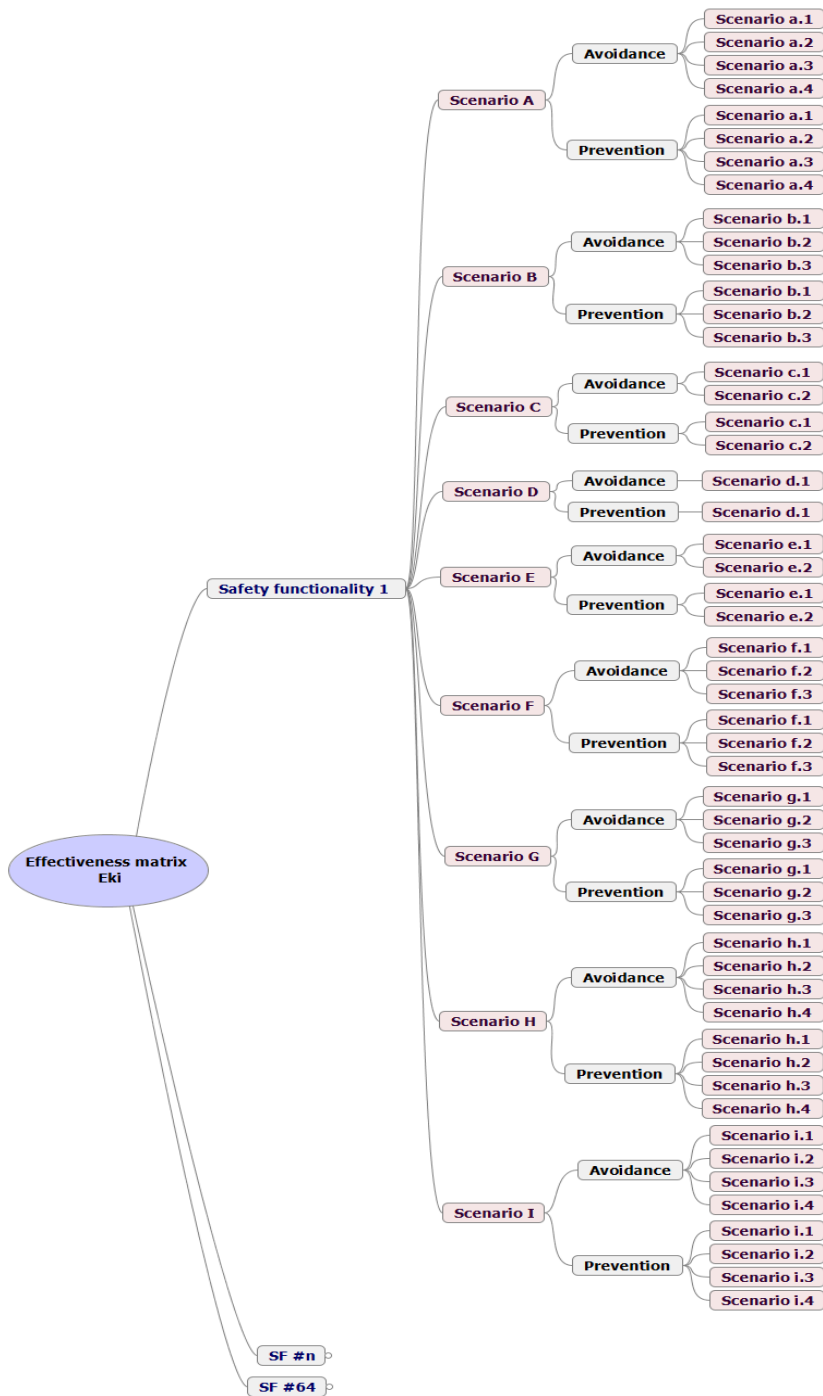 Scenario a.1
Avoidance
Scenario a.2
Scenario a.3
Scenario a.4
Scenario A
Scenario a.1
Prevention
Scenario a.2
Scenario a.3
Scenario a.4
Scenario b.1
Avoidance
Scenario b.2
Scenario b.3
Scenario B
Scenario b.1
Prevention
Scenario b.2
Scenario b.3
Scenario c.1
Avoidance
Scenario c.2
Scenario C
Scenario c.1
Prevention
Scenario c.2
Avoidance
Scenario d.1
Scenario D
Prevention
Scenario d.1
Scenario e.1
Avoidance
Scenario e.2
Scenario E
Safety functionality 1
Scenario e.1
Prevention
Scenario e.2
Scenario f.1
Avoidance
Scenario f.2
Scenario f.3
Scenario F
Scenario f.1
Prevention
Scenario f.2
Scenario f.3
Scenario g.1
Avoidance
Scenario g.2
Scenario g.3
Scenario G
Effectiveness matrix
Eki
Scenario g.1
Prevention
Scenario g.2
Scenario g.3
Scenario h.1
Avoidance
Scenario h.2
Scenario h.3
Scenario h.4
Scenario H
Scenario h.1
Prevention
Scenario h.2
Scenario h.3
Scenario h.4
Scenario i.1
Avoidance
Scenario i.2
Scenario i.3
Scenario i.4
Scenario I
Scenario i.1
Prevention
Scenario i.2
Scenario i.3
Scenario i.4
SF #n
SF #64